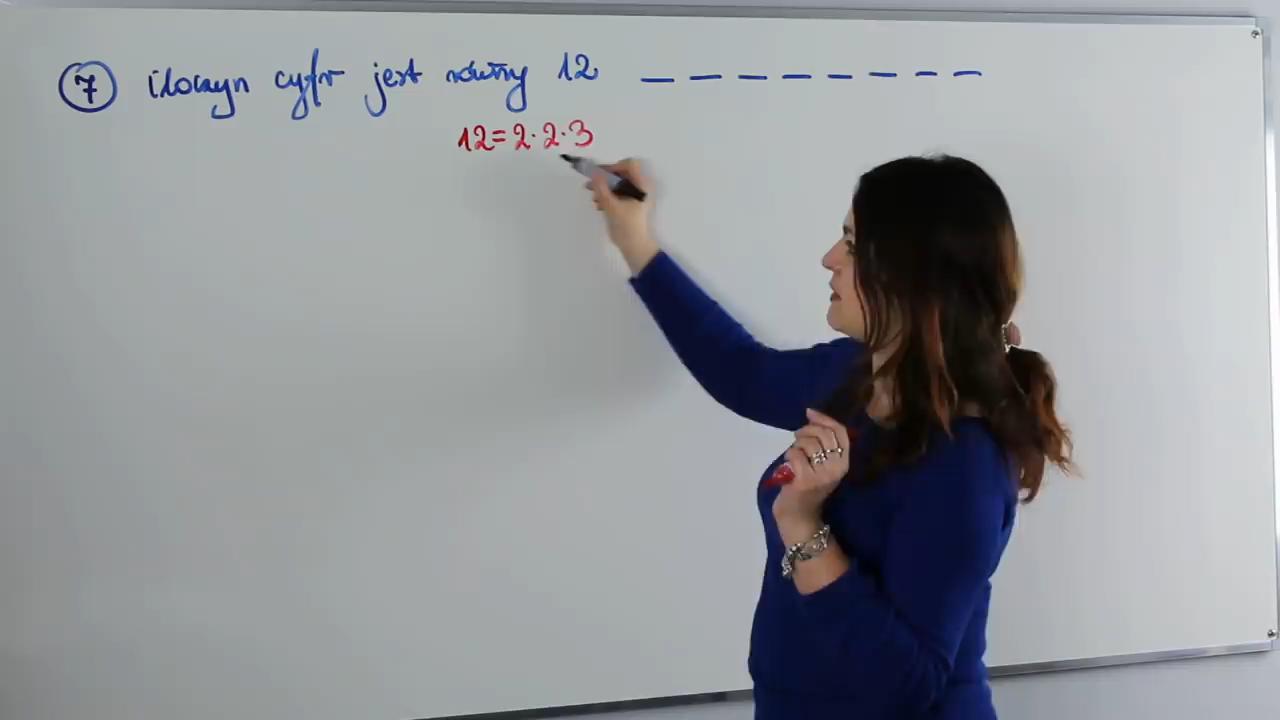 7 iloczyn cyfr jest równy 12 _ _ _ _ _ _ _ _
12=2·2·3